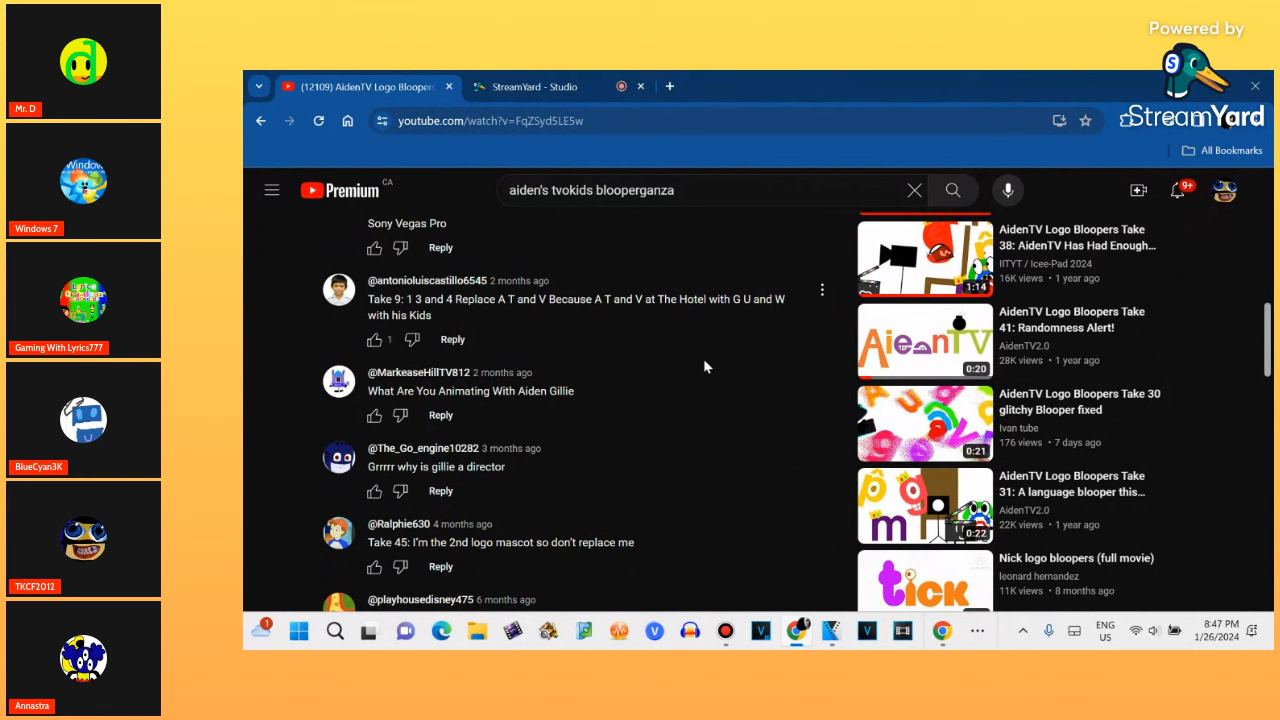 Mr. D
Window
Windows 7
Gaming With Lyrics777
BlueCyan3K
TKCF2012
Annastra
Powered by
StreamYard
(12109) AidenTV Logo Bloopers
StreamYard - Studio
youtube.com/watch?v=FqZSyd5LE5w
All Bookmarks
Premium CA
aiden's tvokids blooperganza
9+
Sony Vegas Pro
Reply
@antonioluiscastillo6545 2 months ago
Take 9: 1 3 and 4 Replace A T and V Because A T and V at The Hotel with G U and W
with his Kids
1 Reply
@MarkeaseHillTV812 2 months ago
What Are You Animating With Aiden Gillie
Reply
@The_Go_engine10282 3 months ago
Grrrrr why is gillie a director
Reply
@Ralphie630 4 months ago
Take 45: I'm the 2nd logo mascot so don't replace me
Reply
@playhousedisney475 6 months ago
1:14
AidenTV Logo Bloopers Take
38: AidenTV Has Had Enough...
IITYT / Icee-Pad 2024
16K views • 1 year ago
AieənTV
0:20
AidenTV Logo Bloopers Take
41: Randomness Alert!
AidenTV2.0
28K views • 1 year ago
0:21
AidenTV Logo Bloopers Take 30
glitchy Blooper fixed
Ivan tube
176 views • 7 days ago
p g m
0:22
AidenTV Logo Bloopers Take
31: A language blooper this...
AidenTV2.0
22K views • 1 year ago
tick
Nick logo bloopers (full movie)
leonard hernandez
11K views • 8 months ago
1
ENG
US
8:47 PM
1/26/2024